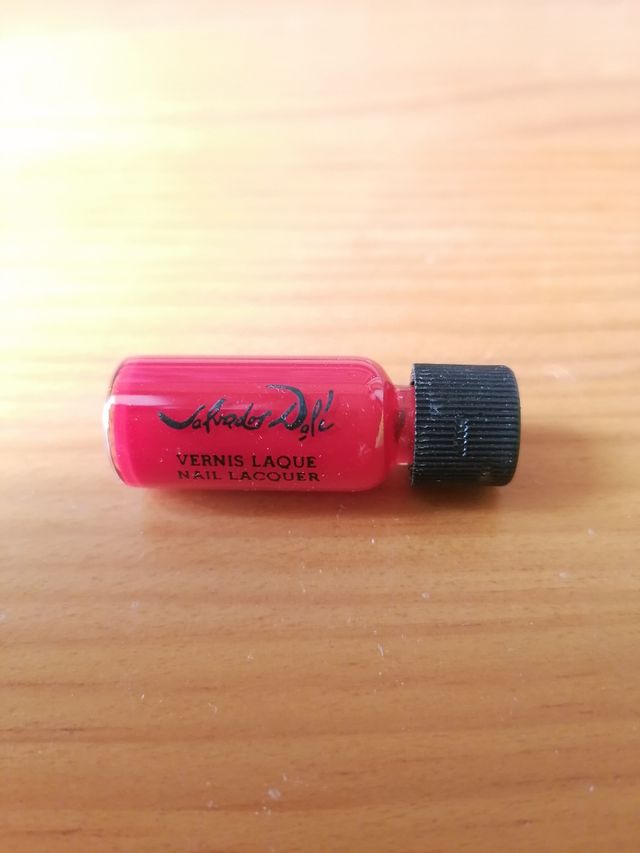 Salvador Dalí
VERNIS LAQUE
NAIL LACQUER